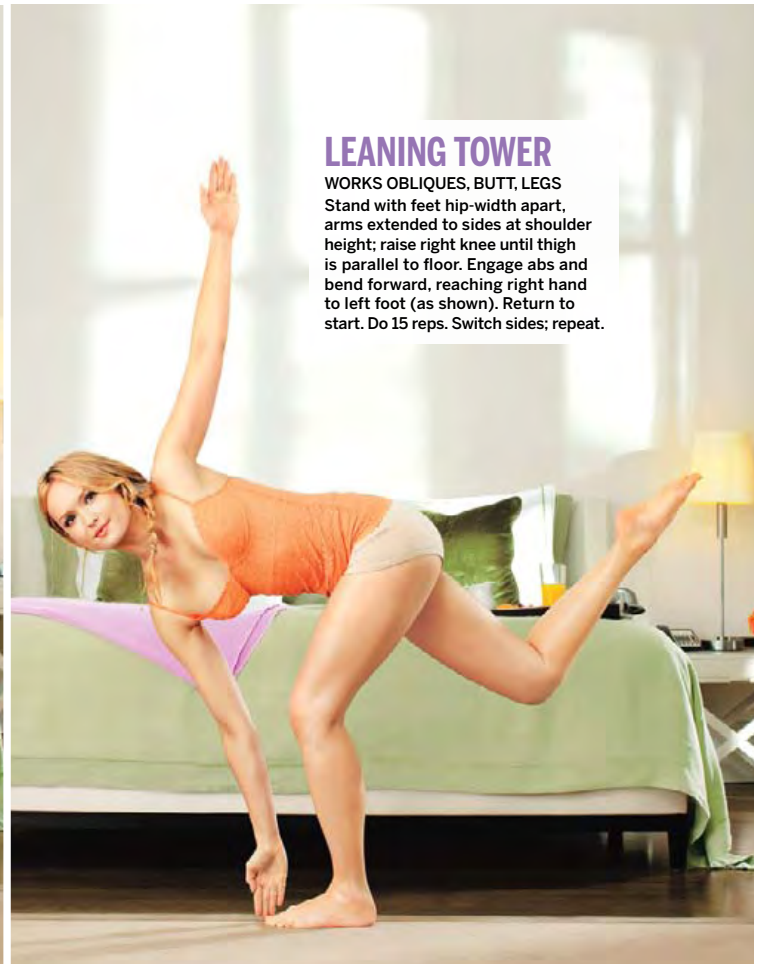 LEANING TOWER
WORKS OBLIQUES, BUTT, LEGS
Stand with feet hip-width apart,
arms extended to sides at shoulder
height; raise right knee until thigh
is parallel to floor. Engage abs and
bend forward, reaching right hand
to left foot (as shown). Return to
start. Do 15 reps. Switch sides; repeat.